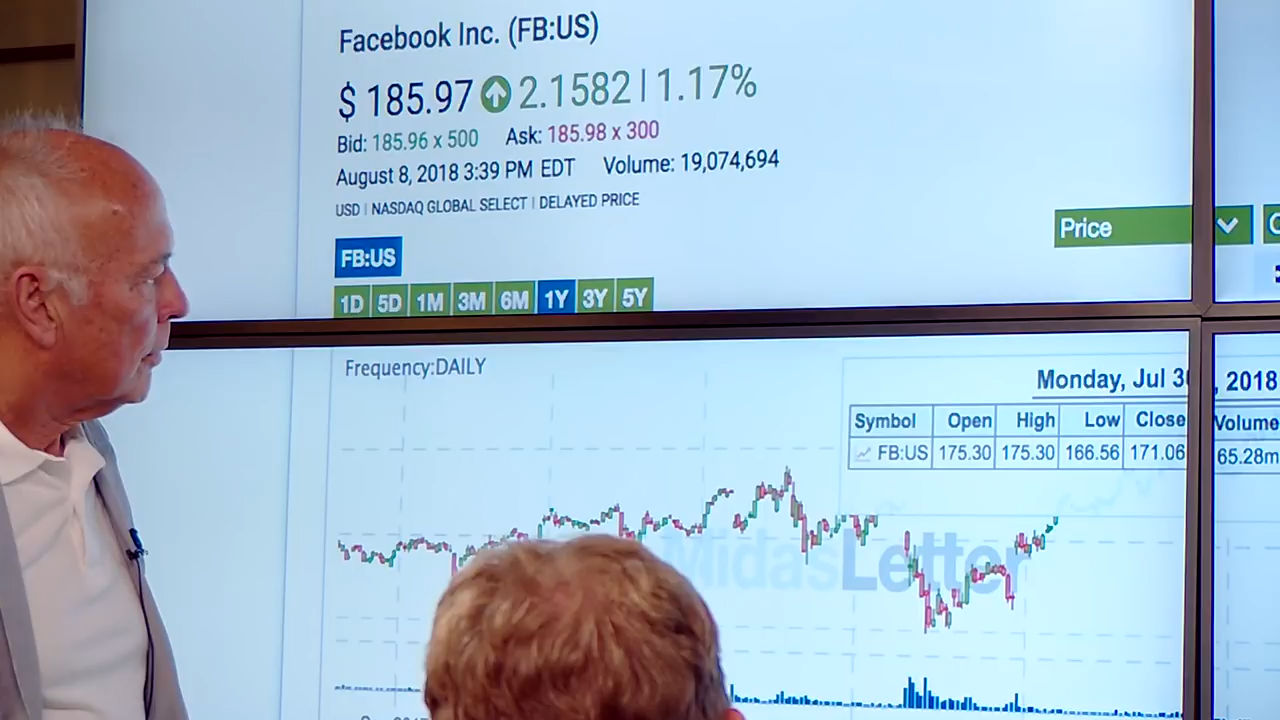 Facebook Inc. (FB:US)
$ 185.97 2.1582 | 1.17%
Bid: 185.96 x 500 Ask: 185.98 x 300
August 8, 2018 3:39 PM EDT Volume: 19,074,694
USD | NASDAQ GLOBAL SELECT | DELAYED PRICE
Price
FB:US
1D 5D 1M 3M 6M 1Y 3Y 5Y
Frequency:DAILY
Monday, Jul 30, 2018
Symbol Open High Low Close Volume
FB:US 175.30 175.30 166.56 171.06 65.28m
MidasLetter